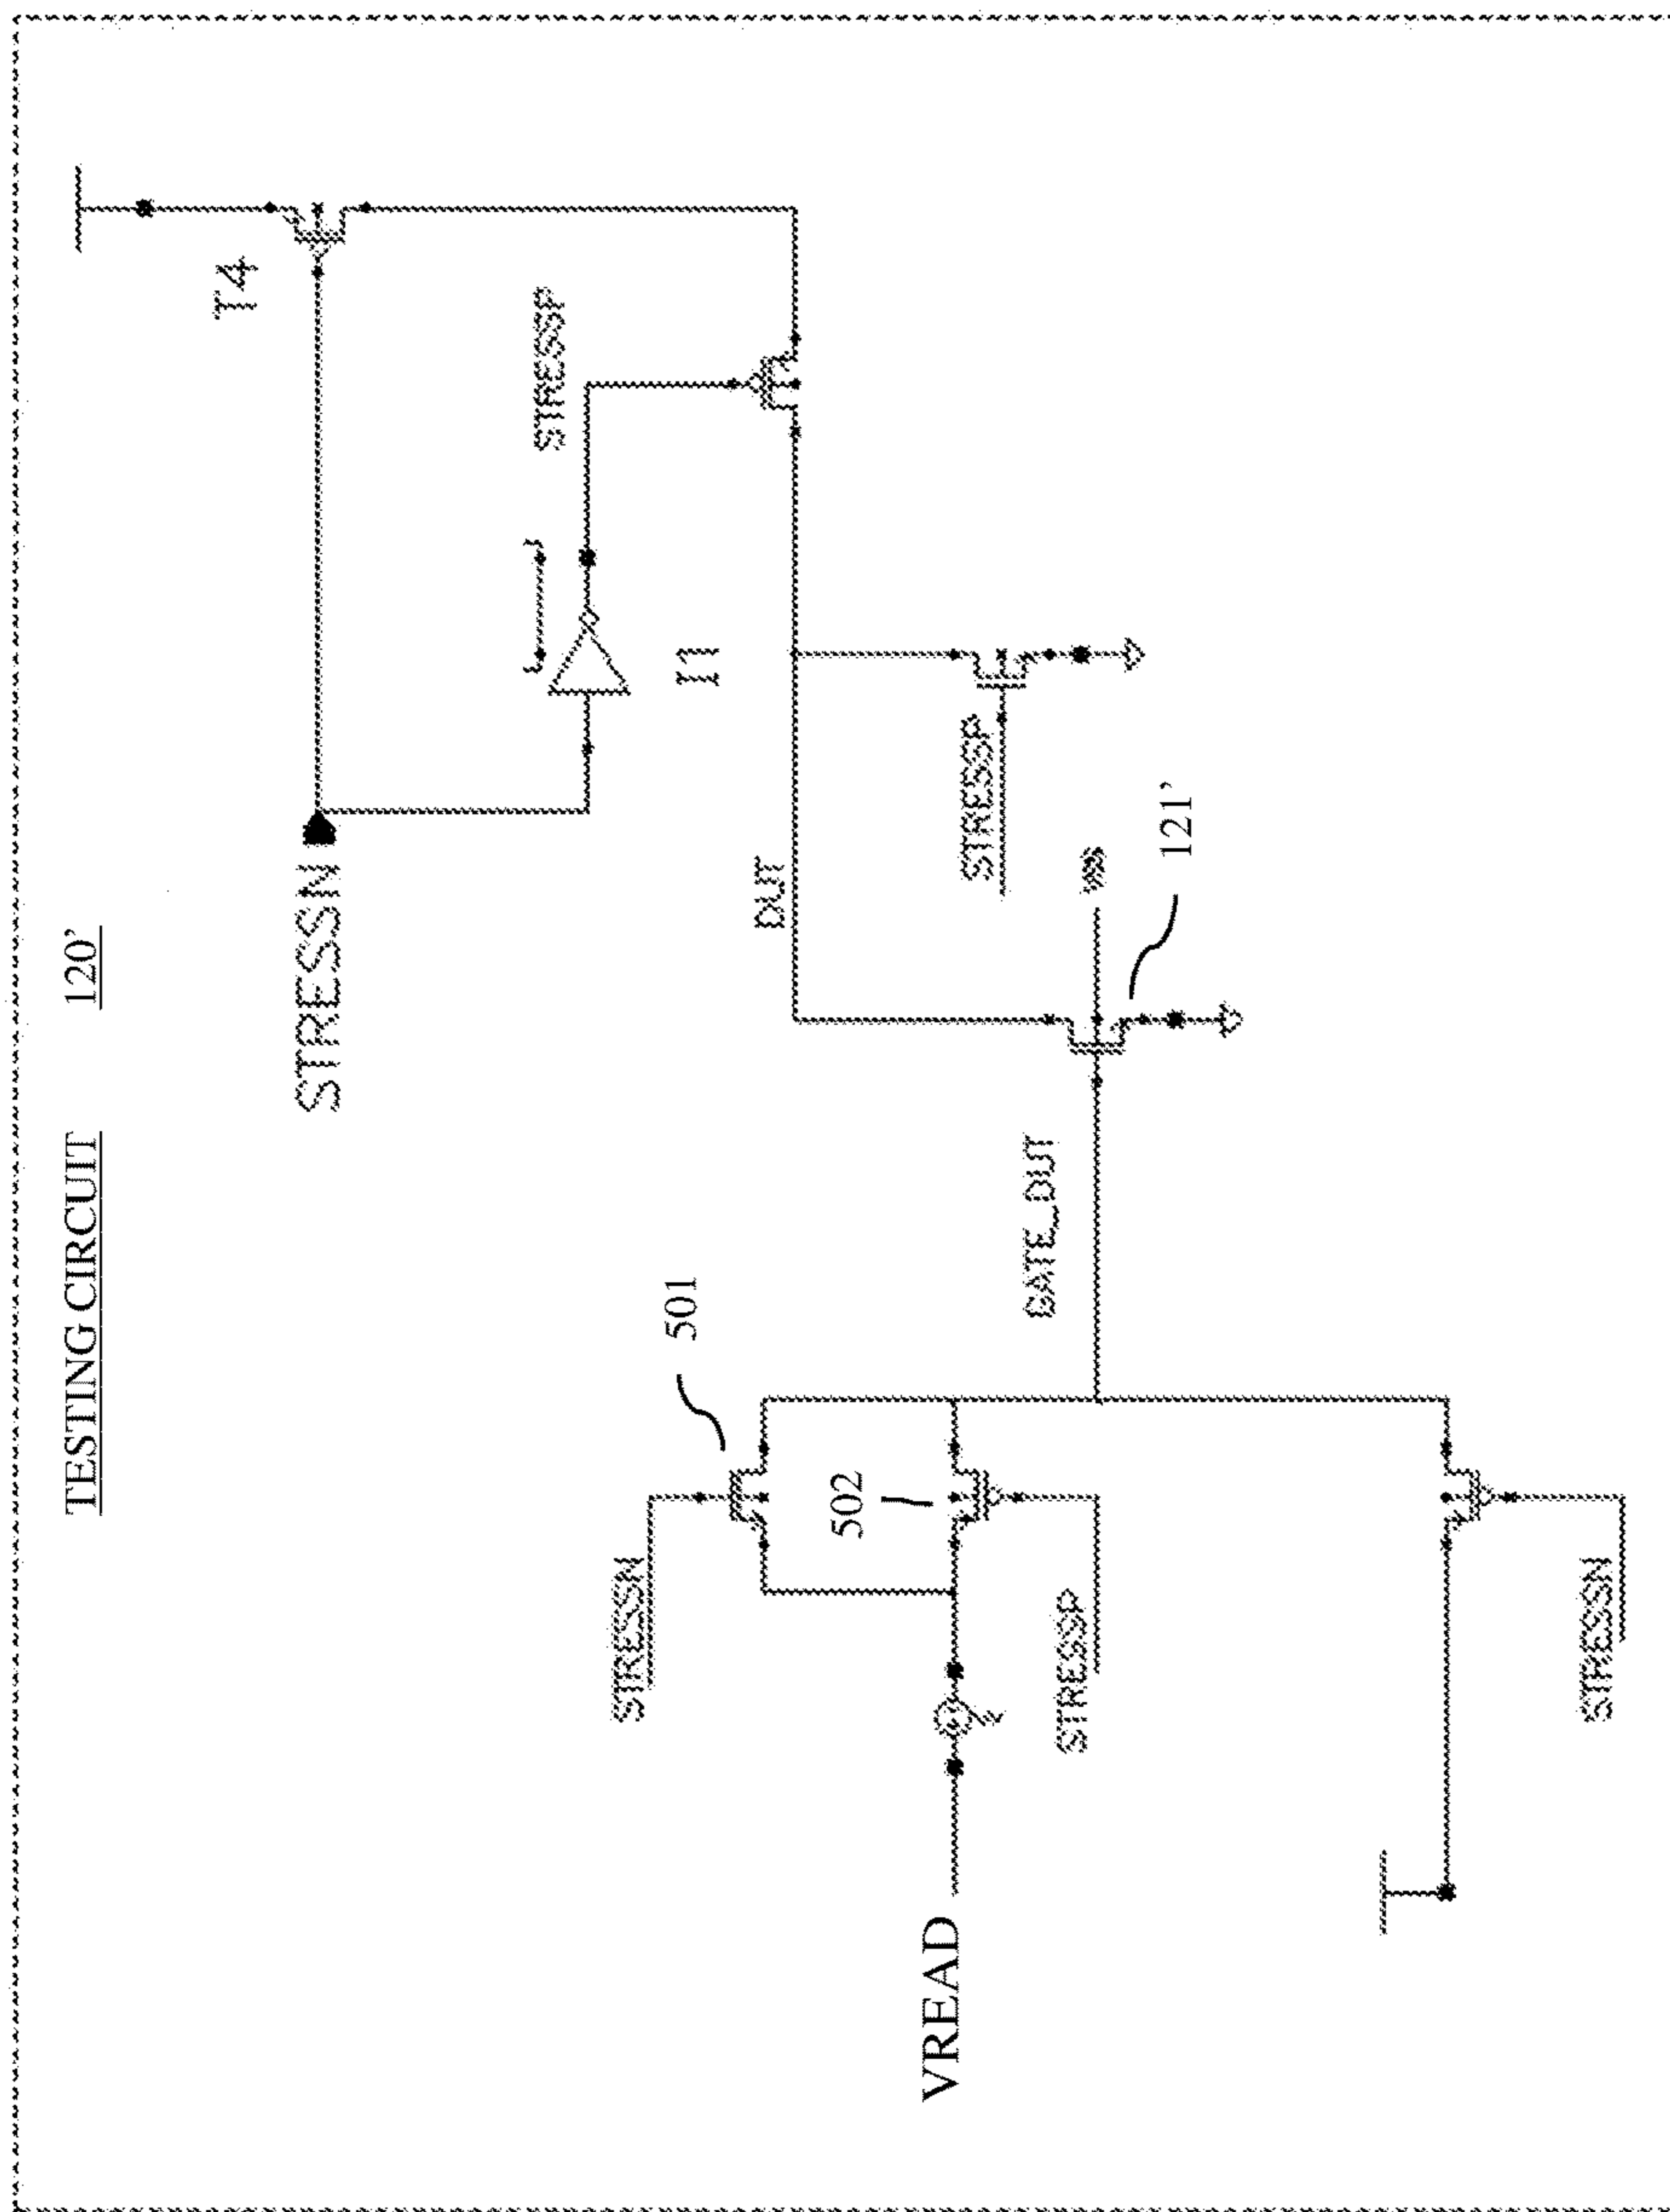 TESTING CIRCUIT 120'
T4
STRESSN
STRESSP
STRESSN
501
I1
DUT
502
VREAD
STRESSP
GATE_DUT
STRESSP
121'
STRESSN